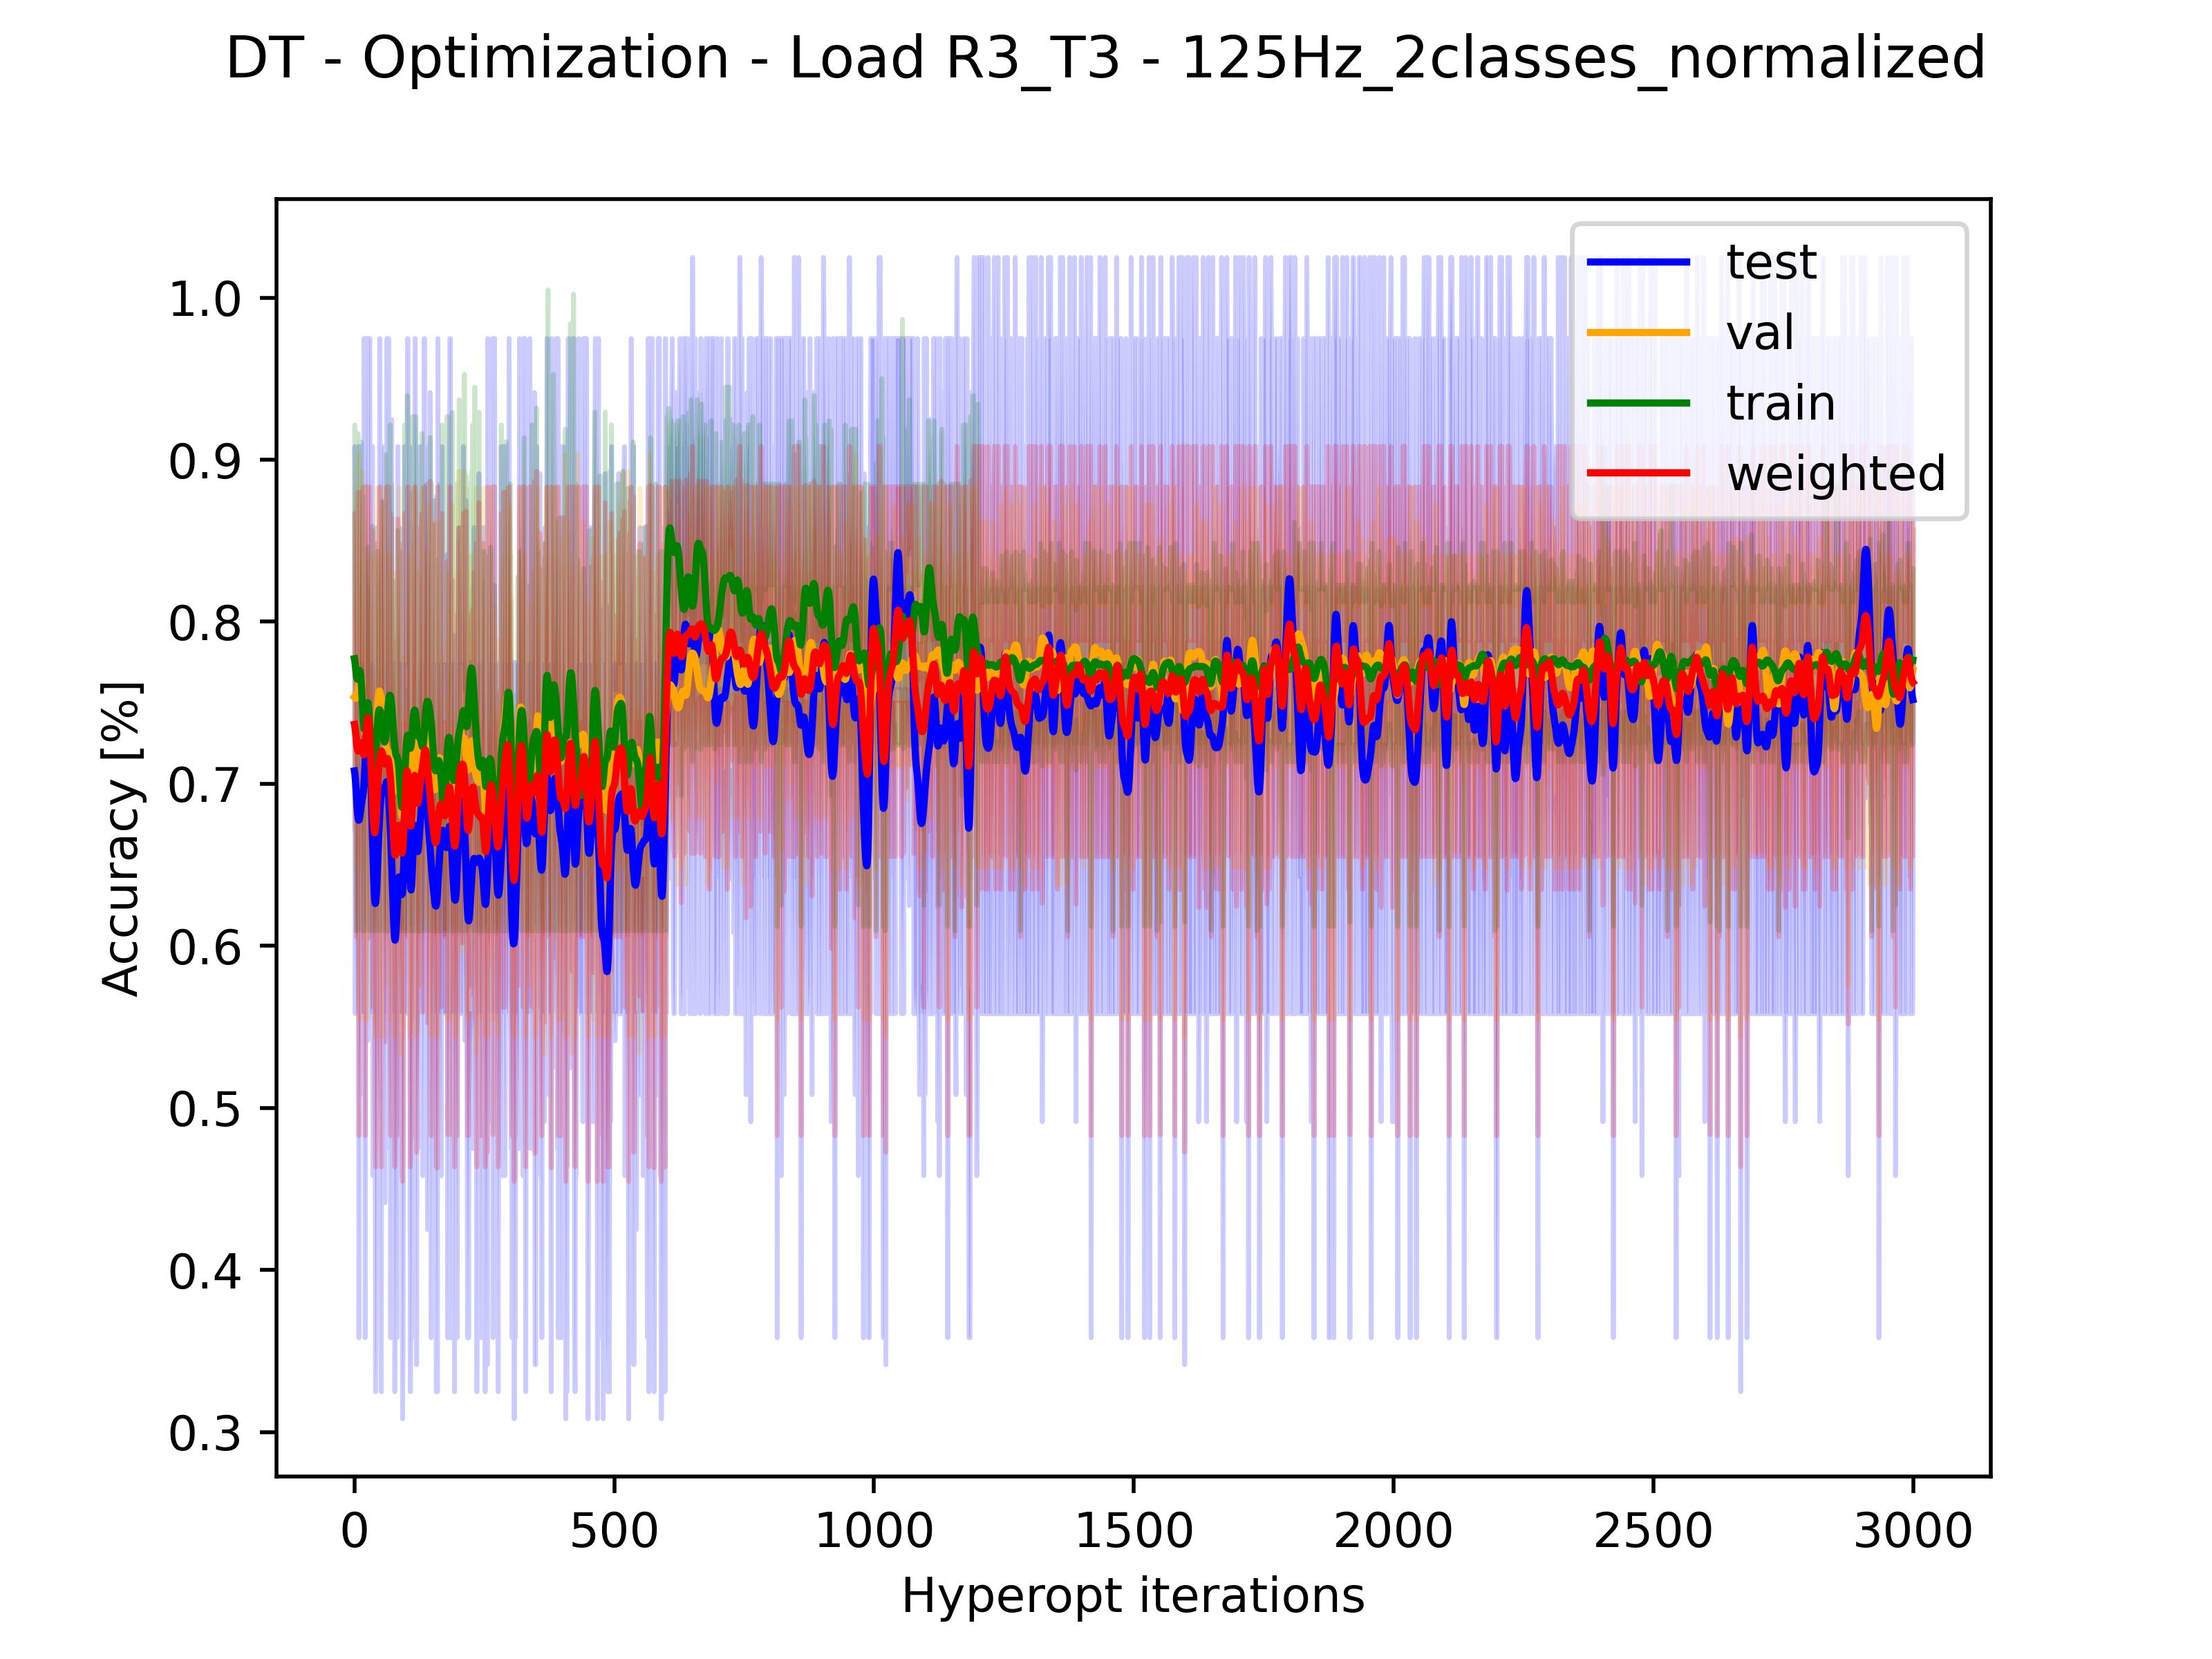 DT - Optimization - Load R3_T3 - 125Hz_2classes_normalized
test
val
train
weighted
1.0
0.9
0.8
0.7
0.6
0.5
0.4
0.3
Accuracy [%]
0 500 1000 1500 2000 2500 3000
Hyperopt iterations